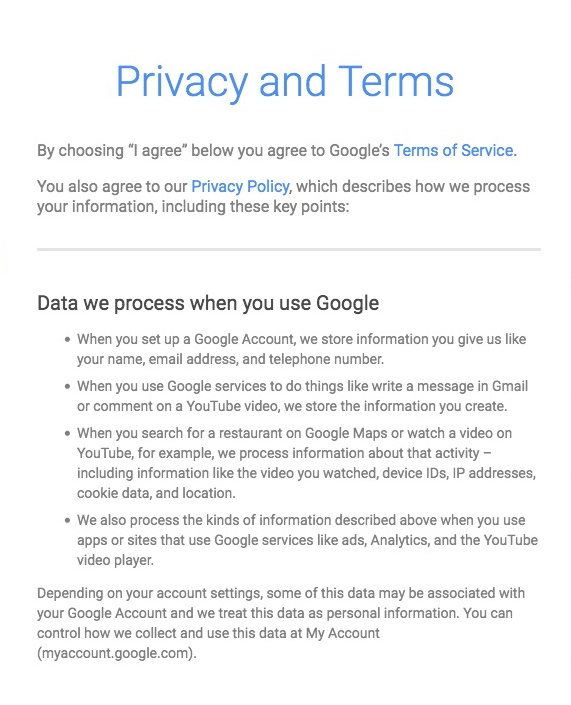 Privacy and Terms
By choosing “I agree” below you agree to Google’s Terms of Service.
You also agree to our Privacy Policy, which describes how we process
your information, including these key points:
Data we process when you use Google
• When you set up a Google Account, we store information you give us like
your name, email address, and telephone number.
• When you use Google services to do things like write a message in Gmail
or comment on a YouTube video, we store the information you create.
• When you search for a restaurant on Google Maps or watch a video on
YouTube, for example, we process information about that activity –
including information like the video you watched, device IDs, IP addresses,
cookie data, and location.
• We also process the kinds of information described above when you use
apps or sites that use Google services like ads, Analytics, and the YouTube
video player.
Depending on your account settings, some of this data may be associated with
your Google Account and we treat this data as personal information. You can
control how we collect and use this data at My Account
(myaccount.google.com).